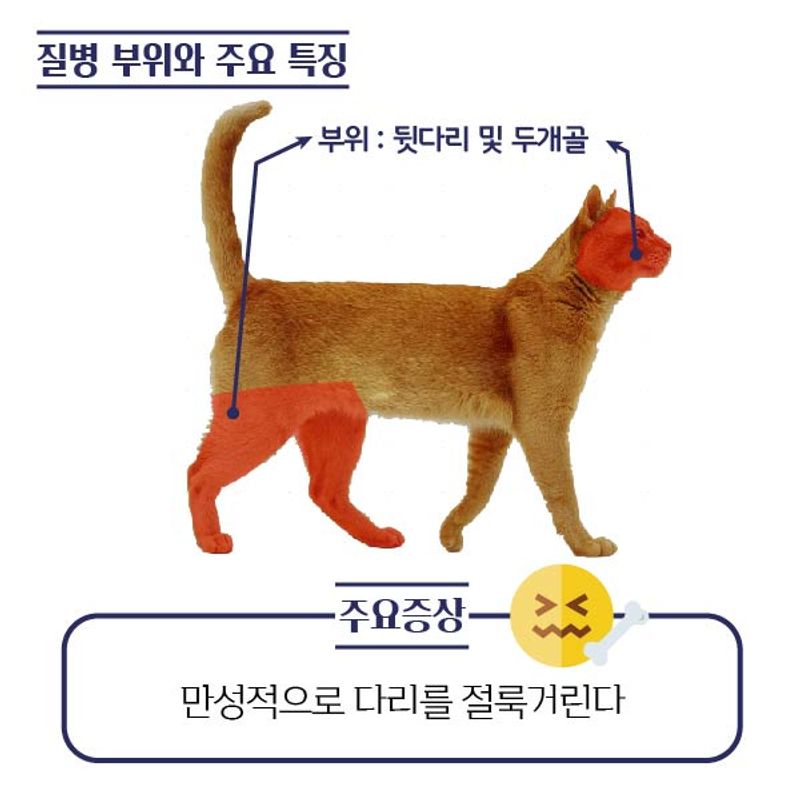 질병 부위와 주요 특징
부위 : 뒷다리 및 두개골
주요증상
만성적으로 다리를 절룩거린다